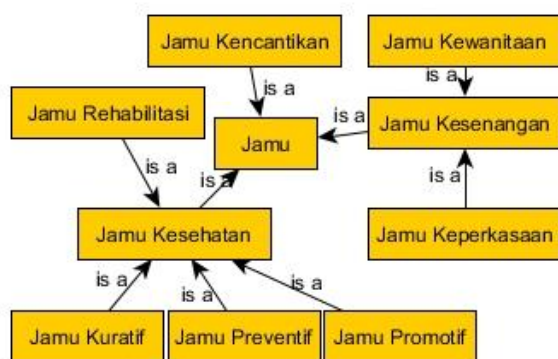 Jamu Kencantikan
Jamu Kewanitaan
is a
is a
Jamu Rehabilitasi
Jamu
is a
Jamu Kesenangan
is a
is a
is a
Jamu Kesehatan
Jamu Keperkasaan
is a
is a
is a
Jamu Kuratif
Jamu Preventif
Jamu Promotif